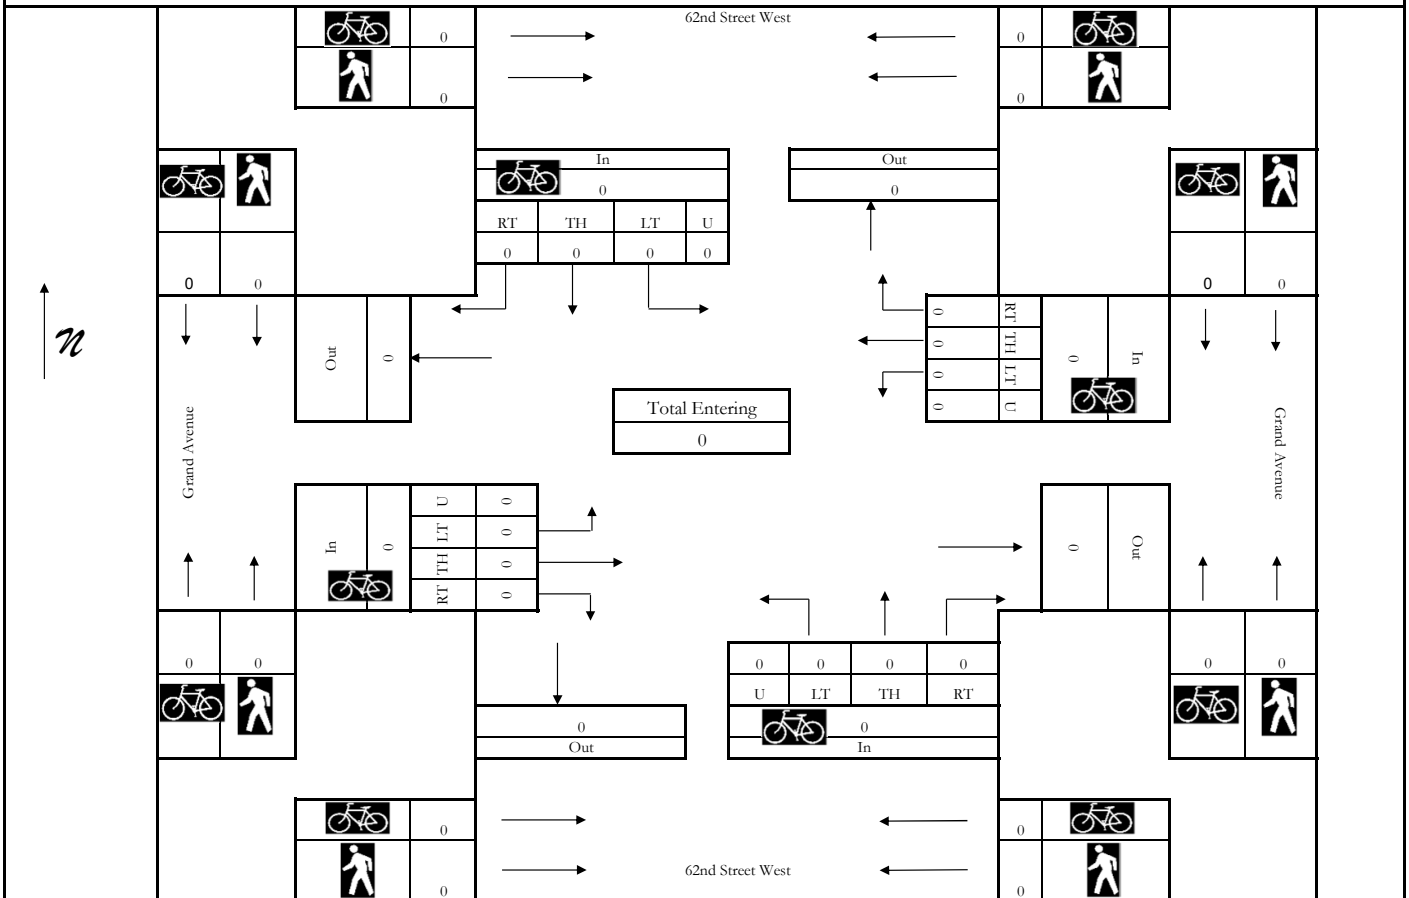 62nd Street West
0
0
0
0
In
0
RT TH LT U
0 0 0 0
Out
0
0 0
0 0
N
Out
0
0 RT
0 TH
0 LT
0 U
0
In
Grand Avenue
Total Entering
0
Grand Avenue
In
0
U 0
LT 0
TH 0
RT 0
0
Out
0 0
0 0 0 0
U LT TH RT
0
In
0 0
0
Out
0
0
0
0
62nd Street West